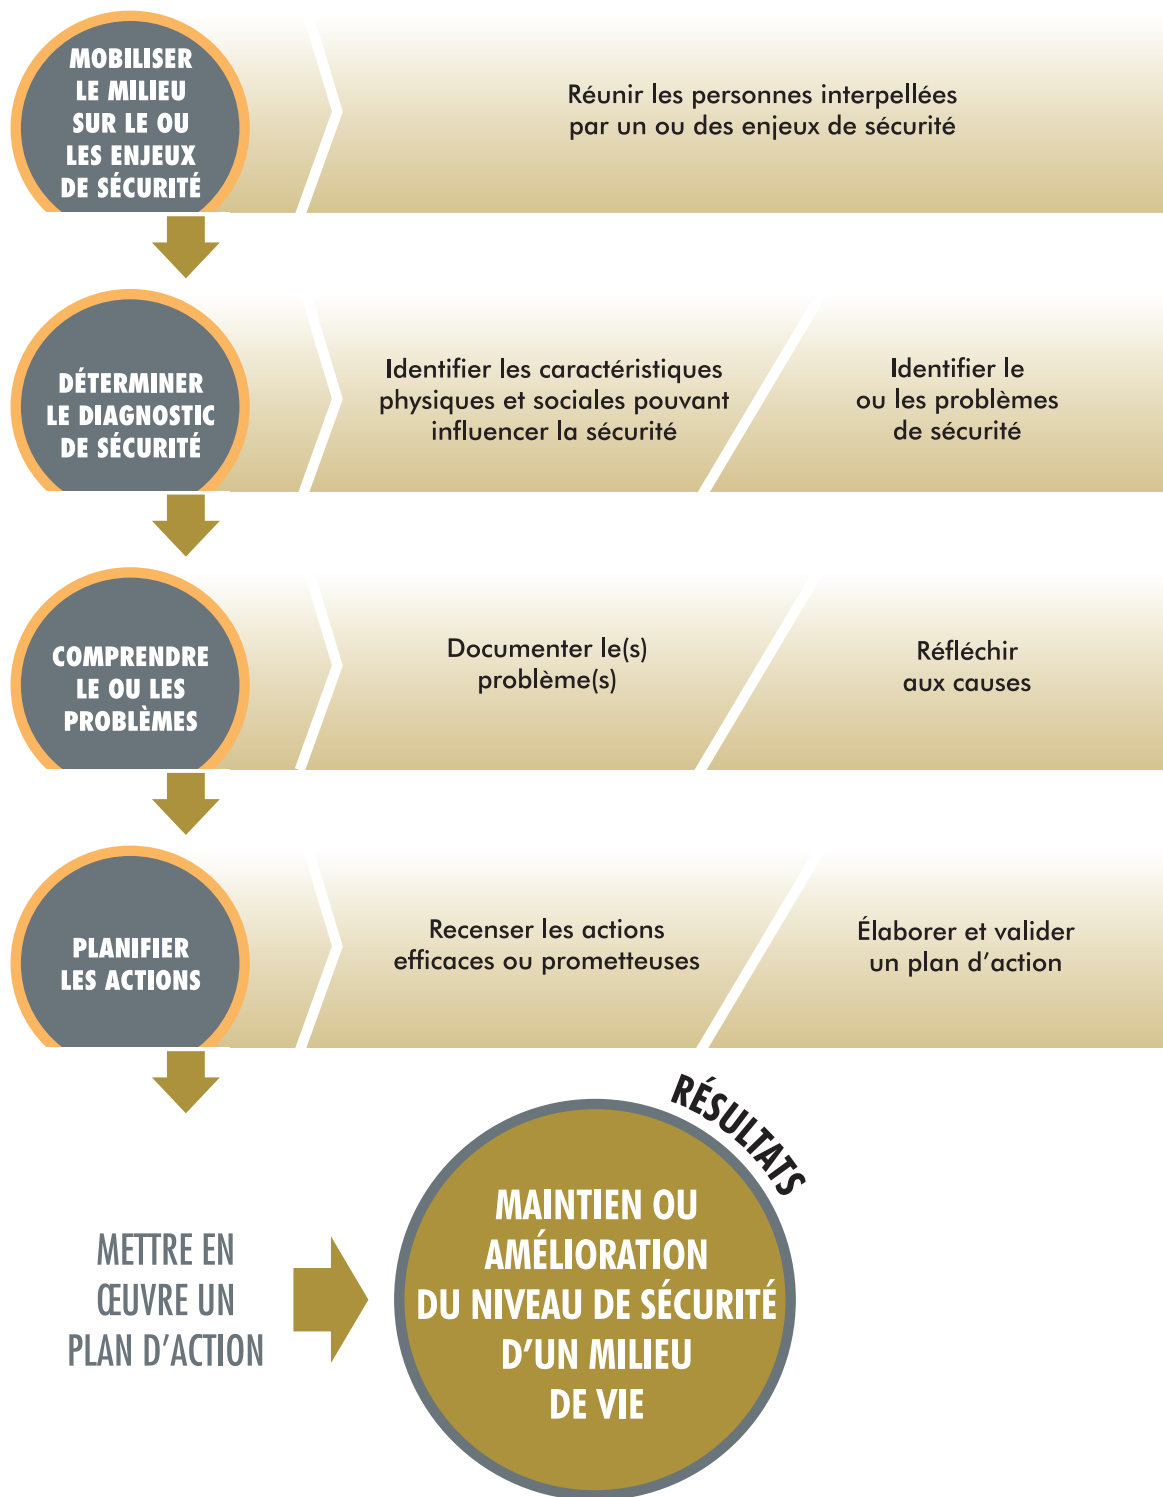 MOBILISER
LE MILIEU
SUR LE OU
LES ENJEUX
DE SÉCURITÉ
Réunir les personnes interpellées
par un ou des enjeux de sécurité
DÉTERMINER
LE DIAGNOSTIC
DE SÉCURITÉ
Identifier les caractéristiques
physiques et sociales pouvant
influencer la sécurité
Identifier le
ou les problèmes
de sécurité
COMPRENDRE
LE OU LES
PROBLÈMES
Documenter le(s)
problème(s)
Réfléchir
aux causes
PLANIFIER
LES ACTIONS
Recenser les actions
efficaces ou prometteuses
Élaborer et valider
un plan d’action
METTRE EN
ŒUVRE UN
PLAN D’ACTION
RÉSULTATS
MAINTIEN OU
AMÉLIORATION
DU NIVEAU DE SÉCURITÉ
D’UN MILIEU
DE VIE